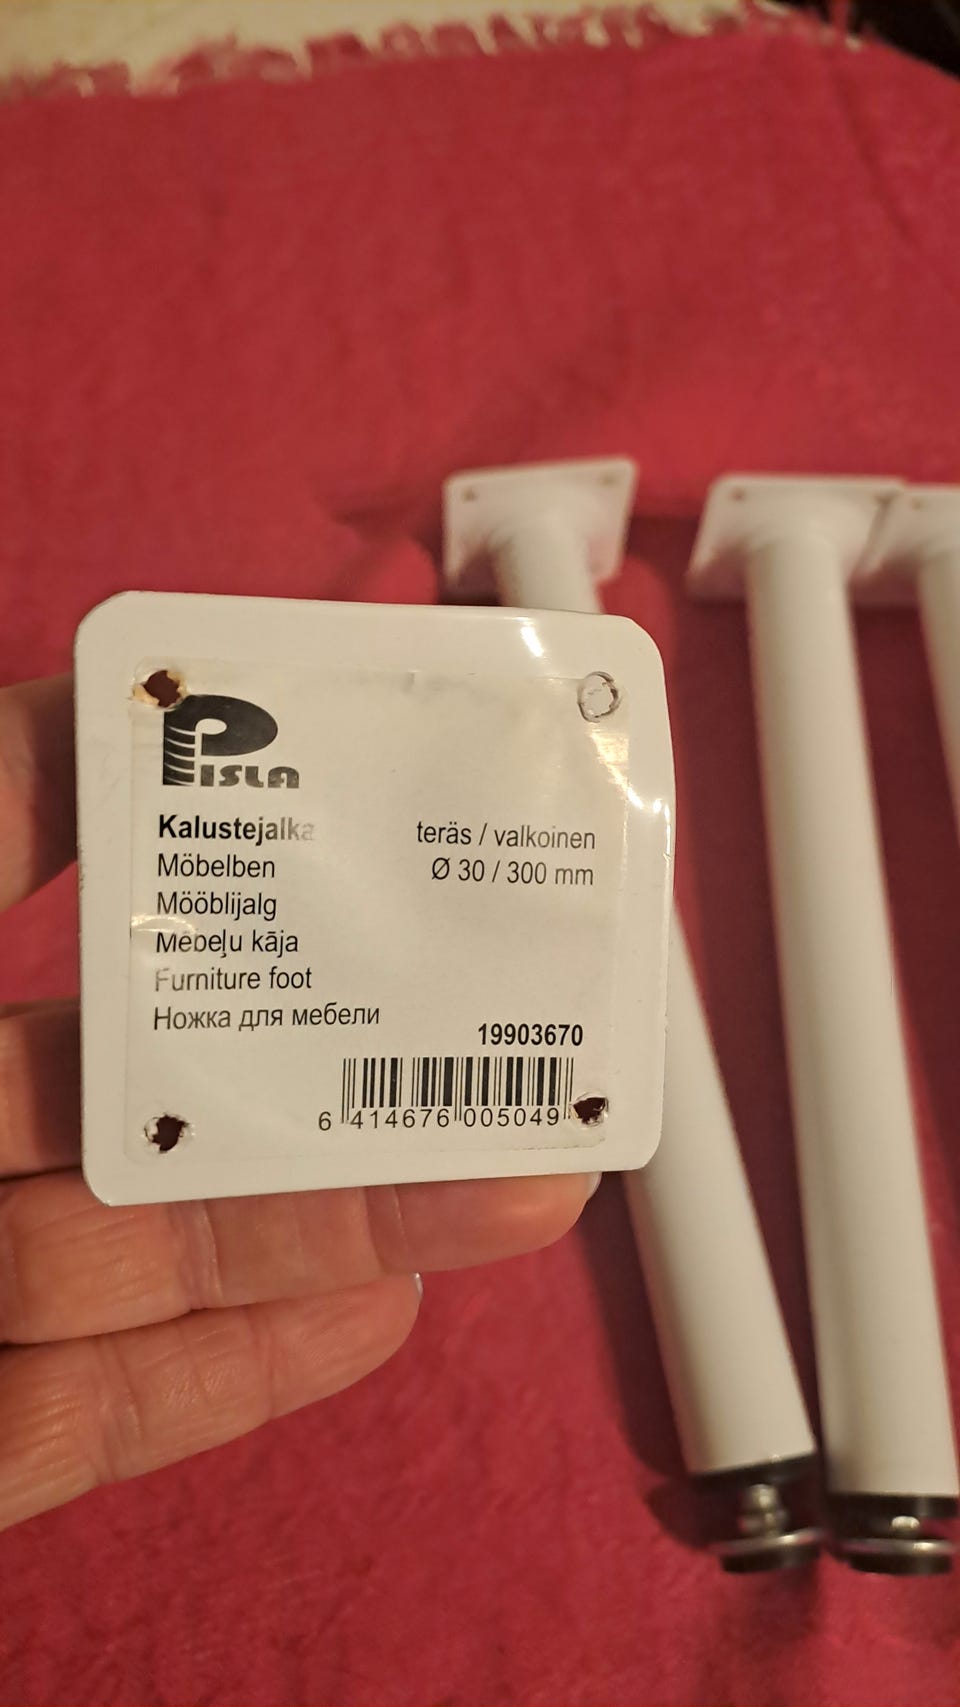 PISLA
Kalustejalka teräs / valkoinen
Möbelben Ø 30 / 300 mm
Mööblijalg
Mēbeļu kāja
Furniture foot
Ножка для мебели
19903670
6 414676 005049